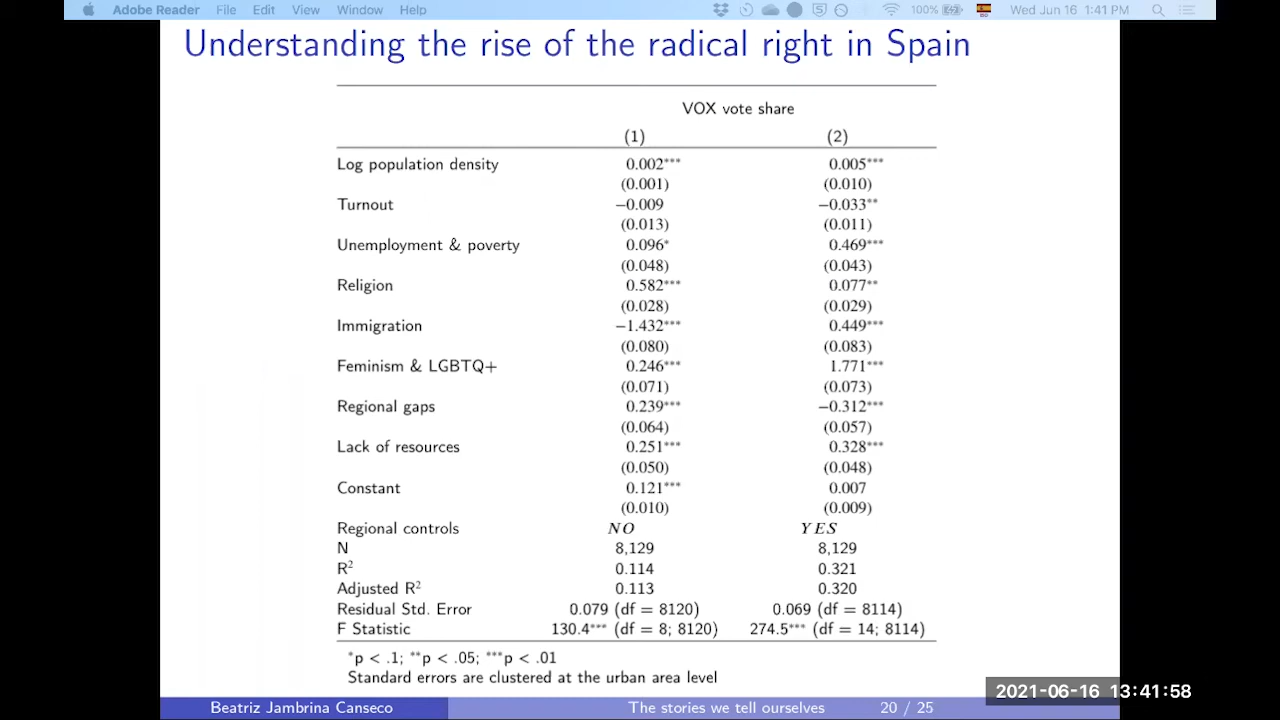 Adobe Reader File Edit View Window Help 100% Wed Jun 16 1:41 PM
Understanding the rise of the radical right in Spain
VOX vote share
(1) (2)
Log population density 0.002*** 0.005***
(0.001) (0.010)
Turnout −0.009 −0.033**
(0.013) (0.011)
Unemployment & poverty 0.096* 0.469***
(0.048) (0.043)
Religion 0.582*** 0.077**
(0.028) (0.029)
Immigration −1.432*** 0.449***
(0.080) (0.083)
Feminism & LGBTQ+ 0.246*** 1.771***
(0.071) (0.073)
Regional gaps 0.239*** −0.312***
(0.064) (0.057)
Lack of resources 0.251*** 0.328***
(0.050) (0.048)
Constant 0.121*** 0.007
(0.010) (0.009)
Regional controls NO YES
N 8,129 8,129
R² 0.114 0.321
Adjusted R² 0.113 0.320
Residual Std. Error 0.079 (df = 8120) 0.069 (df = 8114)
F Statistic 130.4*** (df = 8; 8120) 274.5*** (df = 14; 8114)
*p < .1; **p < .05; ***p < .01
Standard errors are clustered at the urban area level
2021-06-16 13:41:58
Beatriz Jambrina Canseco The stories we tell ourselves 20 / 25